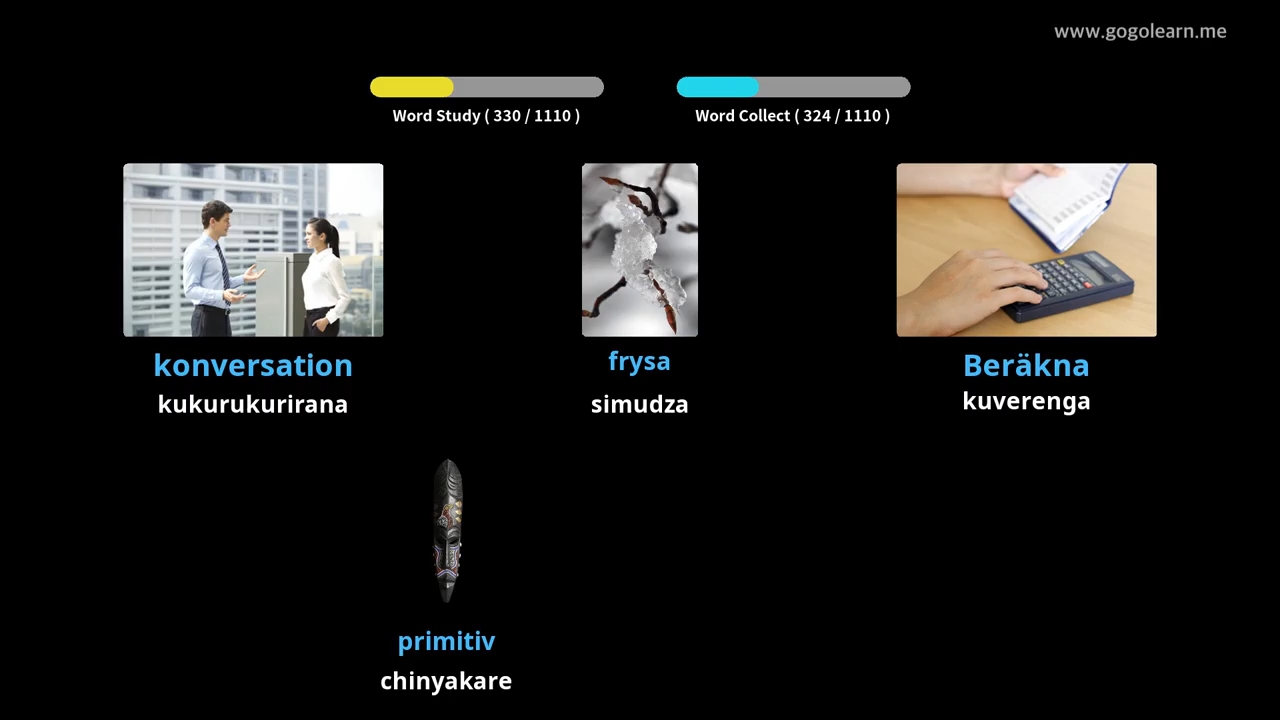 www.gogolearn.me
Word Study ( 330 / 1110 )
Word Collect ( 324 / 1110 )
konversation
kukurukurirana
frysa
simudza
Beräkna
kuverenga
primitiv
chinyakare